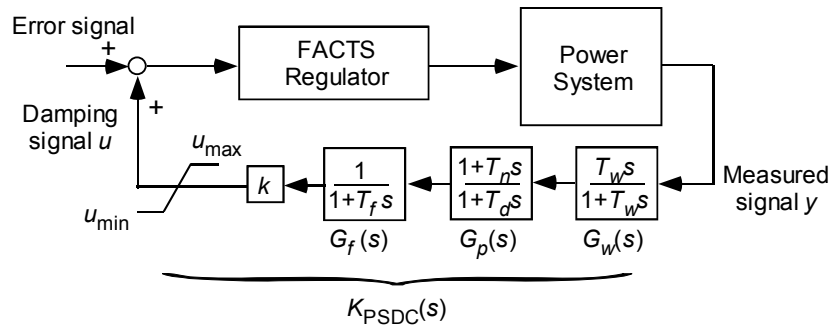 Error signal
+
FACTS
Regulator
Power
System
Damping
signal u
+
u_max
u_min
k
1
1+T_f s
G_f(s)
1+T_n s
1+T_d s
G_p(s)
T_w s
1+T_w s
G_w(s)
Measured
signal y
K_PSDC(s)